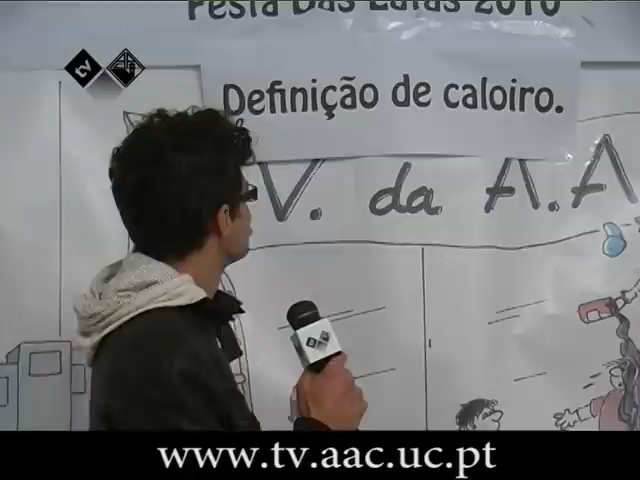 Festa Das Latas 2010
tv
Definição de caloiro.
V. da A.A
www.tv.aac.uc.pt